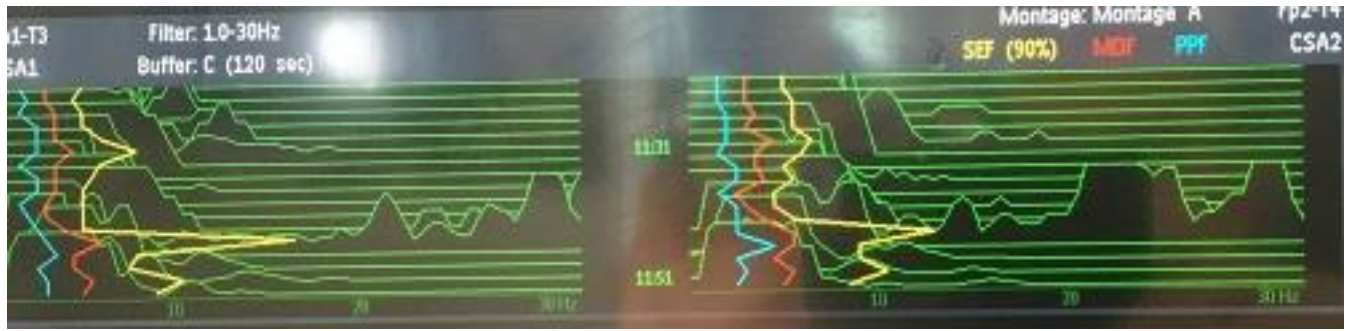 Filter: 1.0-30Hz
Buffer: C (120 sec)
Montage: Montage A
SEF (90%) MDF PPF
CSA2
11:31
11:51
10 20 30 Hz
10 20 30 Hz